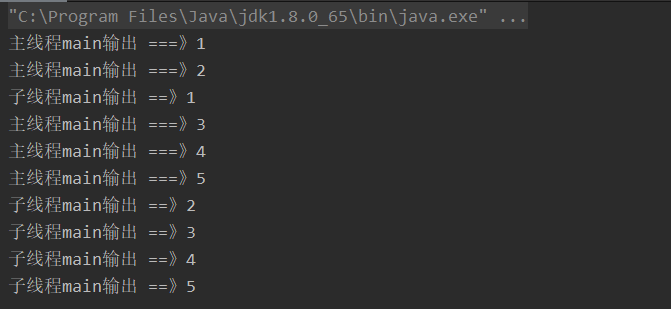 "C:\Program Files\Java\jdk1.8.0_65\bin\java.exe" ...
主线程main输出 ===》1
主线程main输出 ===》2
子线程main输出 ==》1
主线程main输出 ===》3
主线程main输出 ===》4
主线程main输出 ===》5
子线程main输出 ==》2
子线程main输出 ==》3
子线程main输出 ==》4
子线程main输出 ==》5